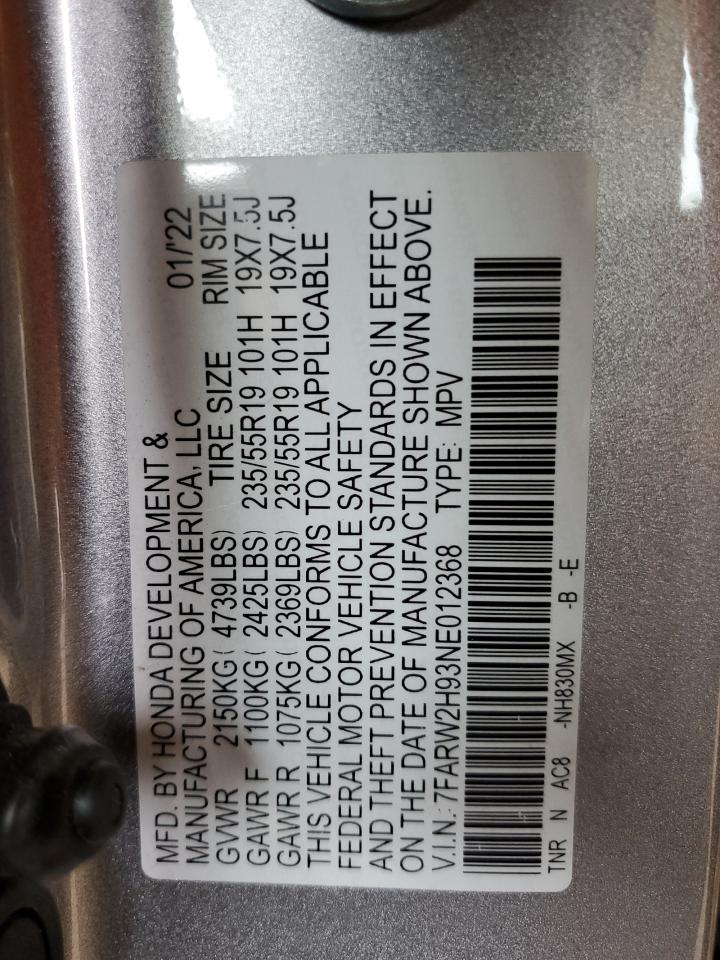 MFD. BY HONDA DEVELOPMENT &
MANUFACTURING OF AMERICA, LLC 01/'22
GVWR 2150KG( 4739LBS) TIRE SIZE RIM SIZE
GAWR F 1100KG( 2425LBS) 235/55R19 101H 19X7.5J
GAWR R 1075KG( 2369LBS) 235/55R19 101H 19X7.5J
THIS VEHICLE CONFORMS TO ALL APPLICABLE
FEDERAL MOTOR VEHICLE SAFETY
AND THEFT PREVENTION STANDARDS IN EFFECT
ON THE DATE OF MANUFACTURE SHOWN ABOVE.
V.I.N.: 7FARW2H93NE012368 TYPE: MPV
TNR N AC8 -NH830MX -B -E